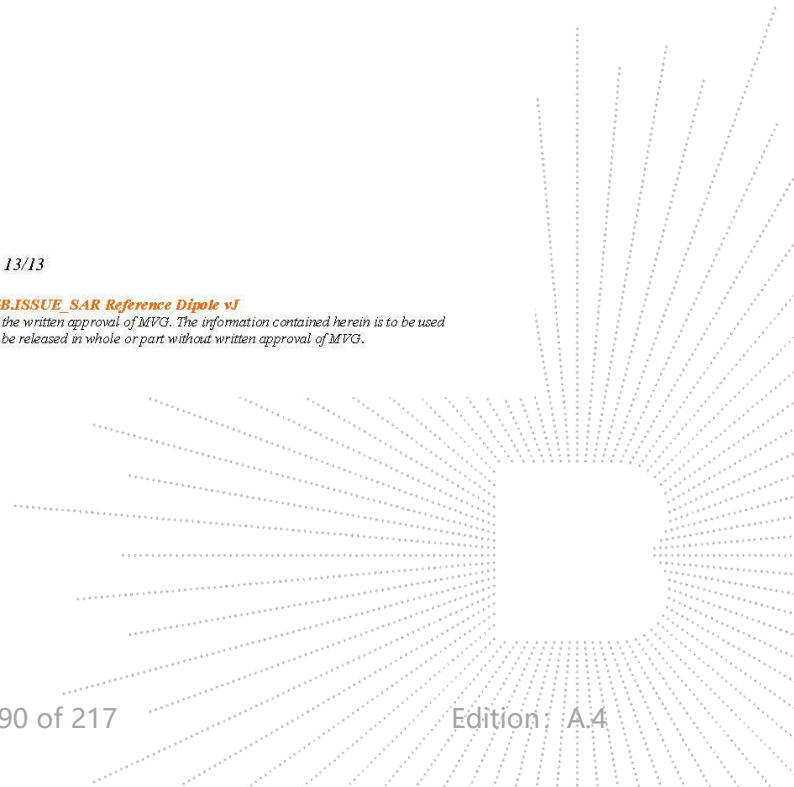 13/13
B.ISSUE_SAR Reference Dipole vJ
the written approval of MVG. The information contained herein is to be used
be released in whole or part without written approval of MVG.
90 of 217 Edition: A.4